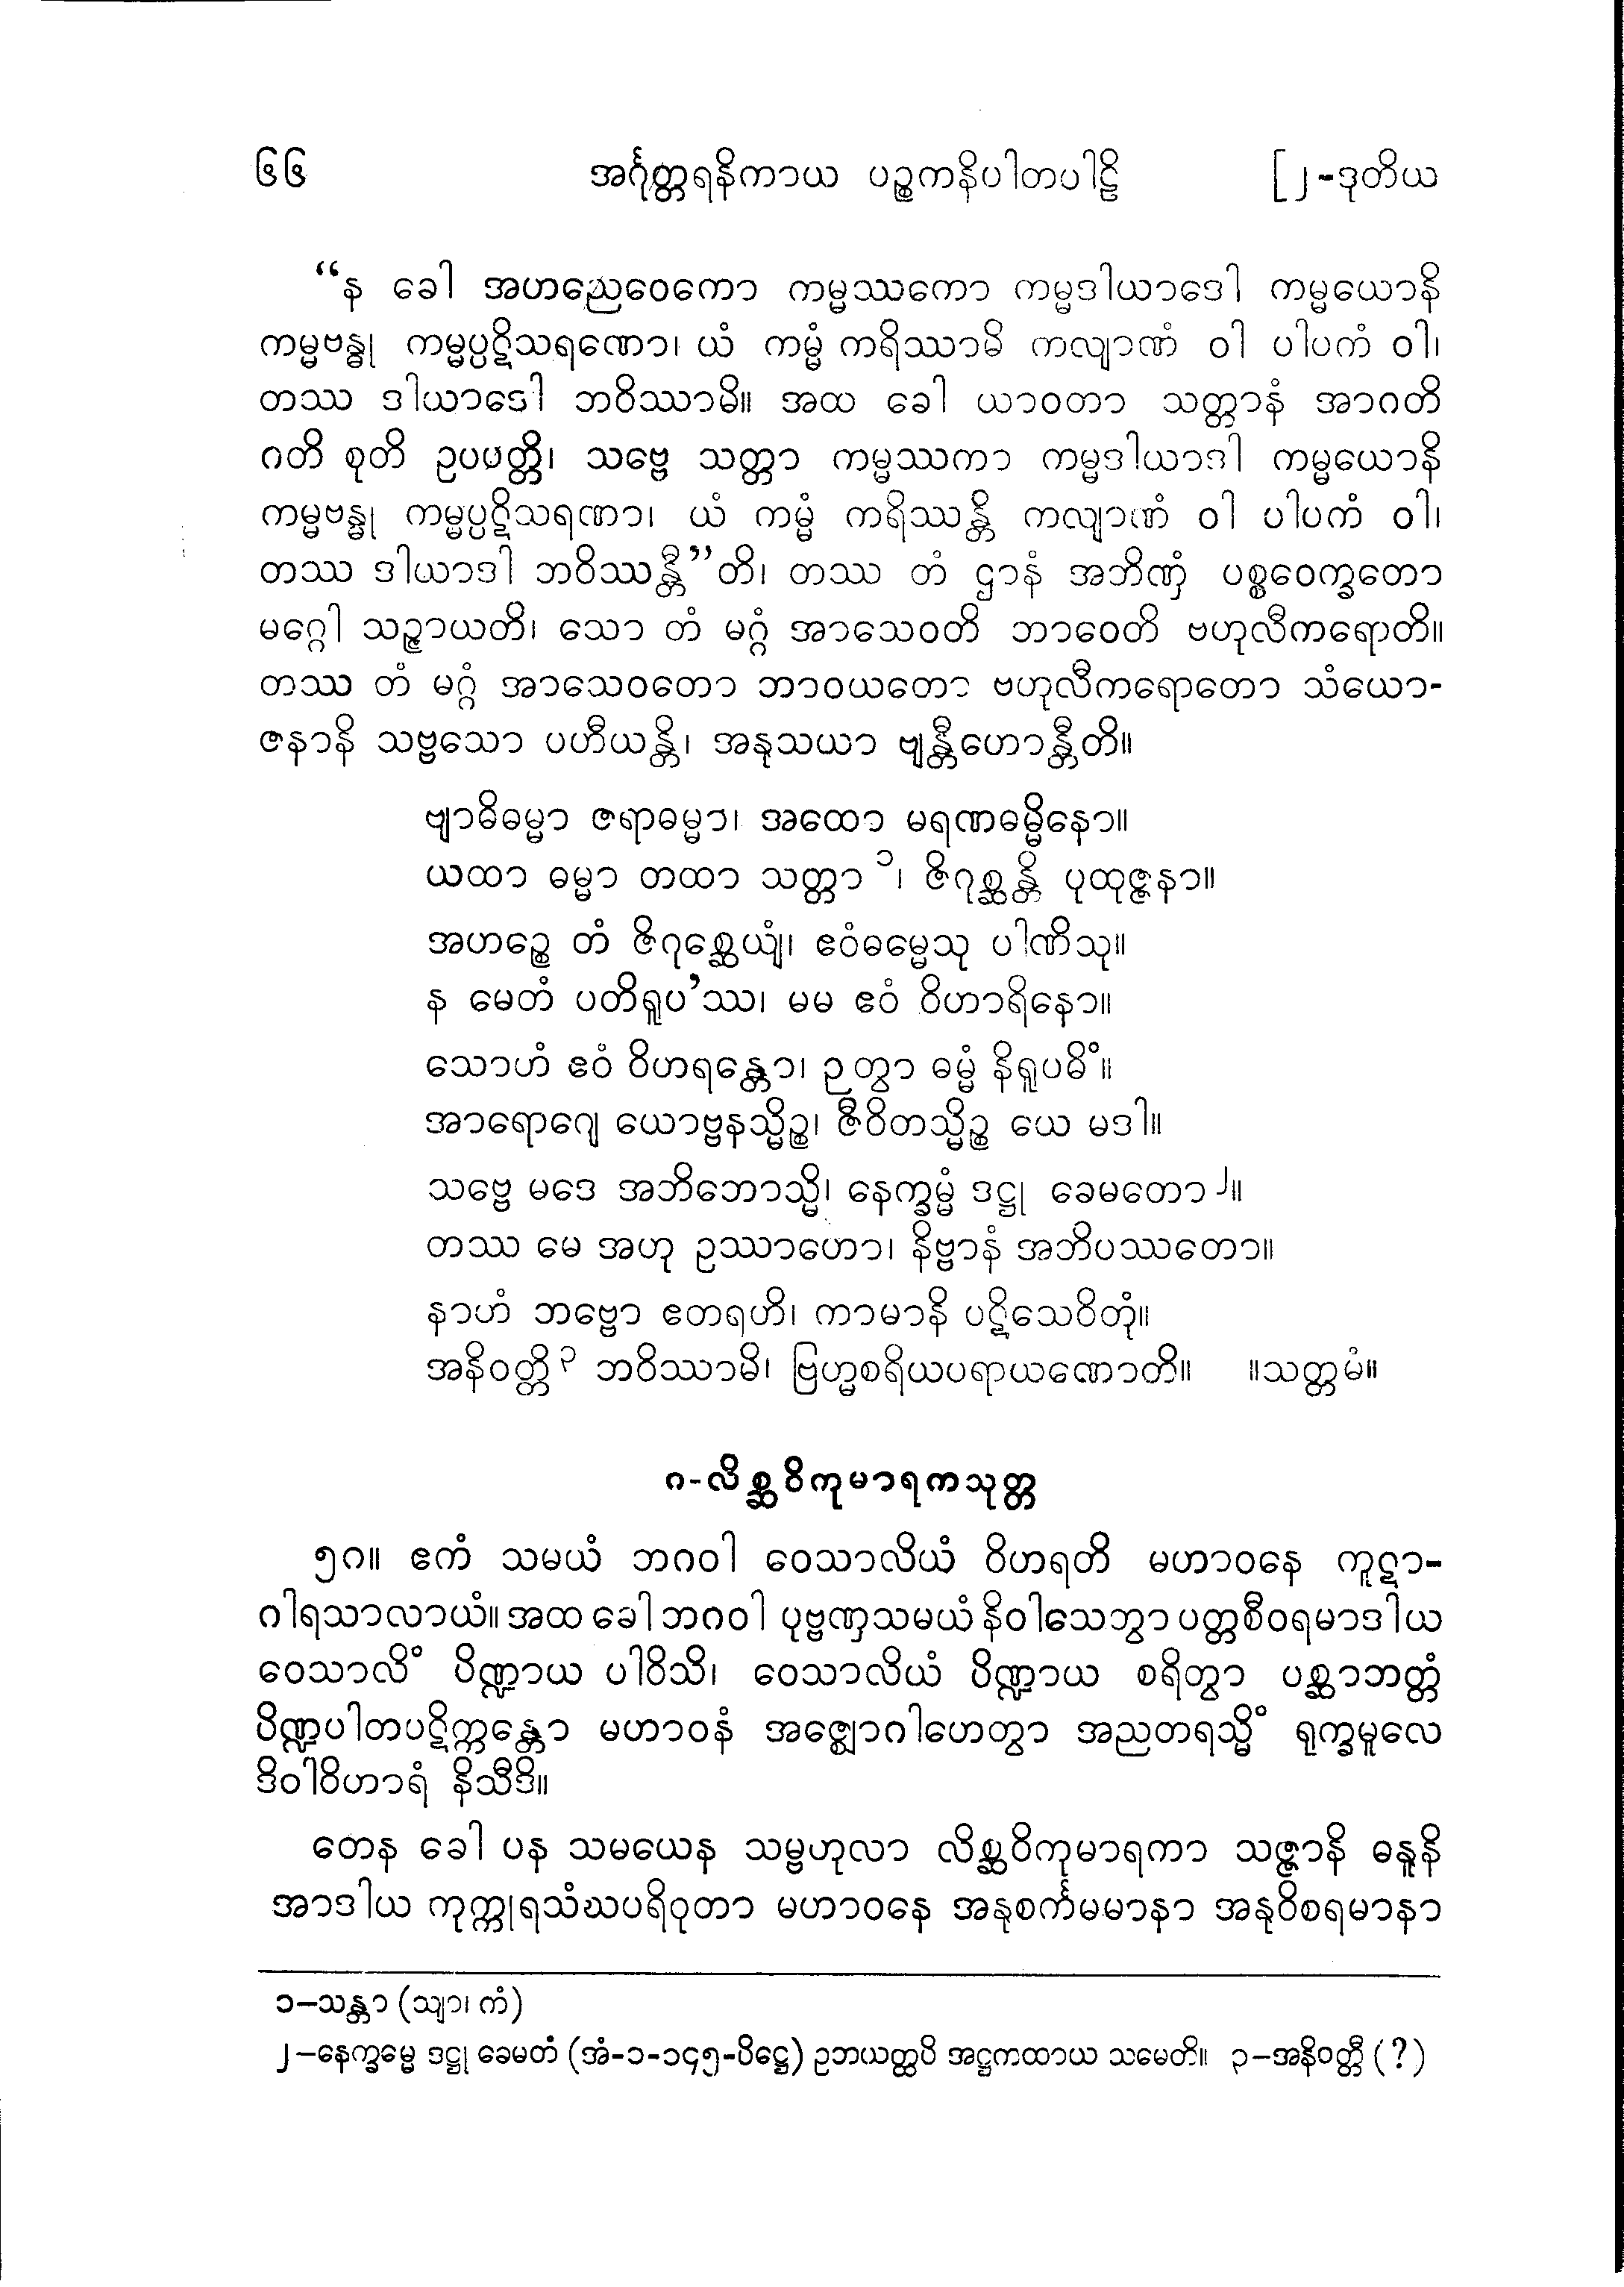 ၆၆ အင်္ဂုတ္တရနိကာယ ပဉ္စကနိပါတပါဠိ [၂-ဒုတိယ
“န ခေါ အဟညေဝေကော ကမ္မဿကော ကမ္မဒါယာဒေါ ကမ္မယောနိ
ကမ္မဗန္ဓု ကမ္မပ္ပဋိသရဏော၊ ယံ ကမ္မံ ကရိဿာမိ ကလျာဏံ ဝါ ပါပကံ ဝါ၊
တဿ ဒါယာဒေါ ဘဝိဿာမိ။ အထ ခေါ ယာဝတာ သတ္တာနံ အာဂတိ
ဂတိ စုတိ ဥပပတ္တိ၊ သဗ္ဗေ သတ္တာ ကမ္မဿကာ ကမ္မဒါယာဒါ ကမ္မယောနိ
ကမ္မဗန္ဓု ကမ္မပ္ပဋိသရဏာ၊ ယံ ကမ္မံ ကရိဿန္တိ ကလျာဏံ ဝါ ပါပကံ ဝါ၊
တဿ ဒါယာဒါ ဘဝိဿန္တီ”တိ၊ တဿ တံ ဌာနံ အဘိဏှံ ပစ္စဝေက္ခတော
မဂ္ဂေါ သဉ္ဇာယတိ၊ သော တံ မဂ္ဂံ အာသေဝတိ ဘာဝေတိ ဗဟုလီကရောတိ။
တဿ တံ မဂ္ဂံ အာသေဝတော ဘာဝယတော ဗဟုလီကရောတော သံယော-
ဇနာနိ သဗ္ဗသော ပဟီယန္တိ၊ အနုသယာ ဗျန္တီဟောန္တီတိ။
ဗျာဓိဓမ္မာ ဇရာဓမ္မာ၊ အထော မရဏဓမ္မိနော။
ယထာ ဓမ္မာ တထာ သတ္တာ ၁၊ ဇိဂုစ္ဆန္တိ ပုထုဇ္ဇနာ။
အဟဉ္စေ တံ ဇိဂုစ္ဆေယျံ၊ ဧဝံဓမ္မေသု ပါဏိသု။
န မေတံ ပတိရူပ’ဿ၊ မမ ဧဝံ ဝိဟာရိနော။
သောဟံ ဧဝံ ဝိဟရန္တော၊ ဉတွာ ဓမ္မံ နိရူပဓိံ။
အာရောဂျေ ယောဗ္ဗနသ္မိဉ္စ၊ ဇီဝိတသ္မိဉ္စ ယေ မဒါ။
သဗ္ဗေ မဒေ အဘိဘောသ္မိ၊ နေက္ခမ္မံ ဒဋ္ဌု ခေမတော၂။
တဿ မေ အဟု ဥဿာဟော၊ နိဗ္ဗာနံ အဘိပဿတော။
နာဟံ ဘဗ္ဗော ဧတရဟိ၊ ကာမာနိ ပဋိသေဝိတုံ။
အနိဝတ္တိ ၃ ဘဝိဿာမိ၊ ဗြဟ္မစရိယပရာယဏောတိ။ ။သတ္တမံ။
၈-လိစ္ဆဝိကုမာရကသုတ္တ
၅၈။ ဧကံ သမယံ ဘဂဝါ ဝေသာလိယံ ဝိဟရတိ မဟာဝနေ ကူဋာ-
ဂါရသာလာယံ။ အထ ခေါ ဘဂဝါ ပုဗ္ဗဏှသမယံ နိဝါသေတွာ ပတ္တစီဝရမာဒါယ
ဝေသာလိံ ပိဏ္ဍာယ ပါဝိသိ၊ ဝေသာလိယံ ပိဏ္ဍာယ စရိတွာ ပစ္ဆာဘတ္တံ
ပိဏ္ဍပါတပဋိက္ကန္တော မဟာဝနံ အဇ္ဈောဂါဟေတွာ အညတရသ္မိံ ရုက္ခမူလေ
ဒိဝါဝိဟာရံ နိသီဒိ။
တေန ခေါ ပန သမယေန သမ္ဗဟုလာ လိစ္ဆဝိကုမာရကာ သဇ္ဇာနိ ဓနူနိ
အာဒါယ ကုက္ကုရသံဃပရိဝုတာ မဟာဝနေ အနုစင်္ကမမာနာ အနုဝိစရမာနာ
၁–သန္တာ (သျာ၊ ကံ)
၂–နေက္ခမ္မေ ဒဋ္ဌု ခေမတံ (အံ-၁-၁၄၅-ပိဋ္ဌေ) ဥဘယတ္ထပိ အဋ္ဌကထာယ သမေတိ။ ၃–အနိဝတ္တီ (?)